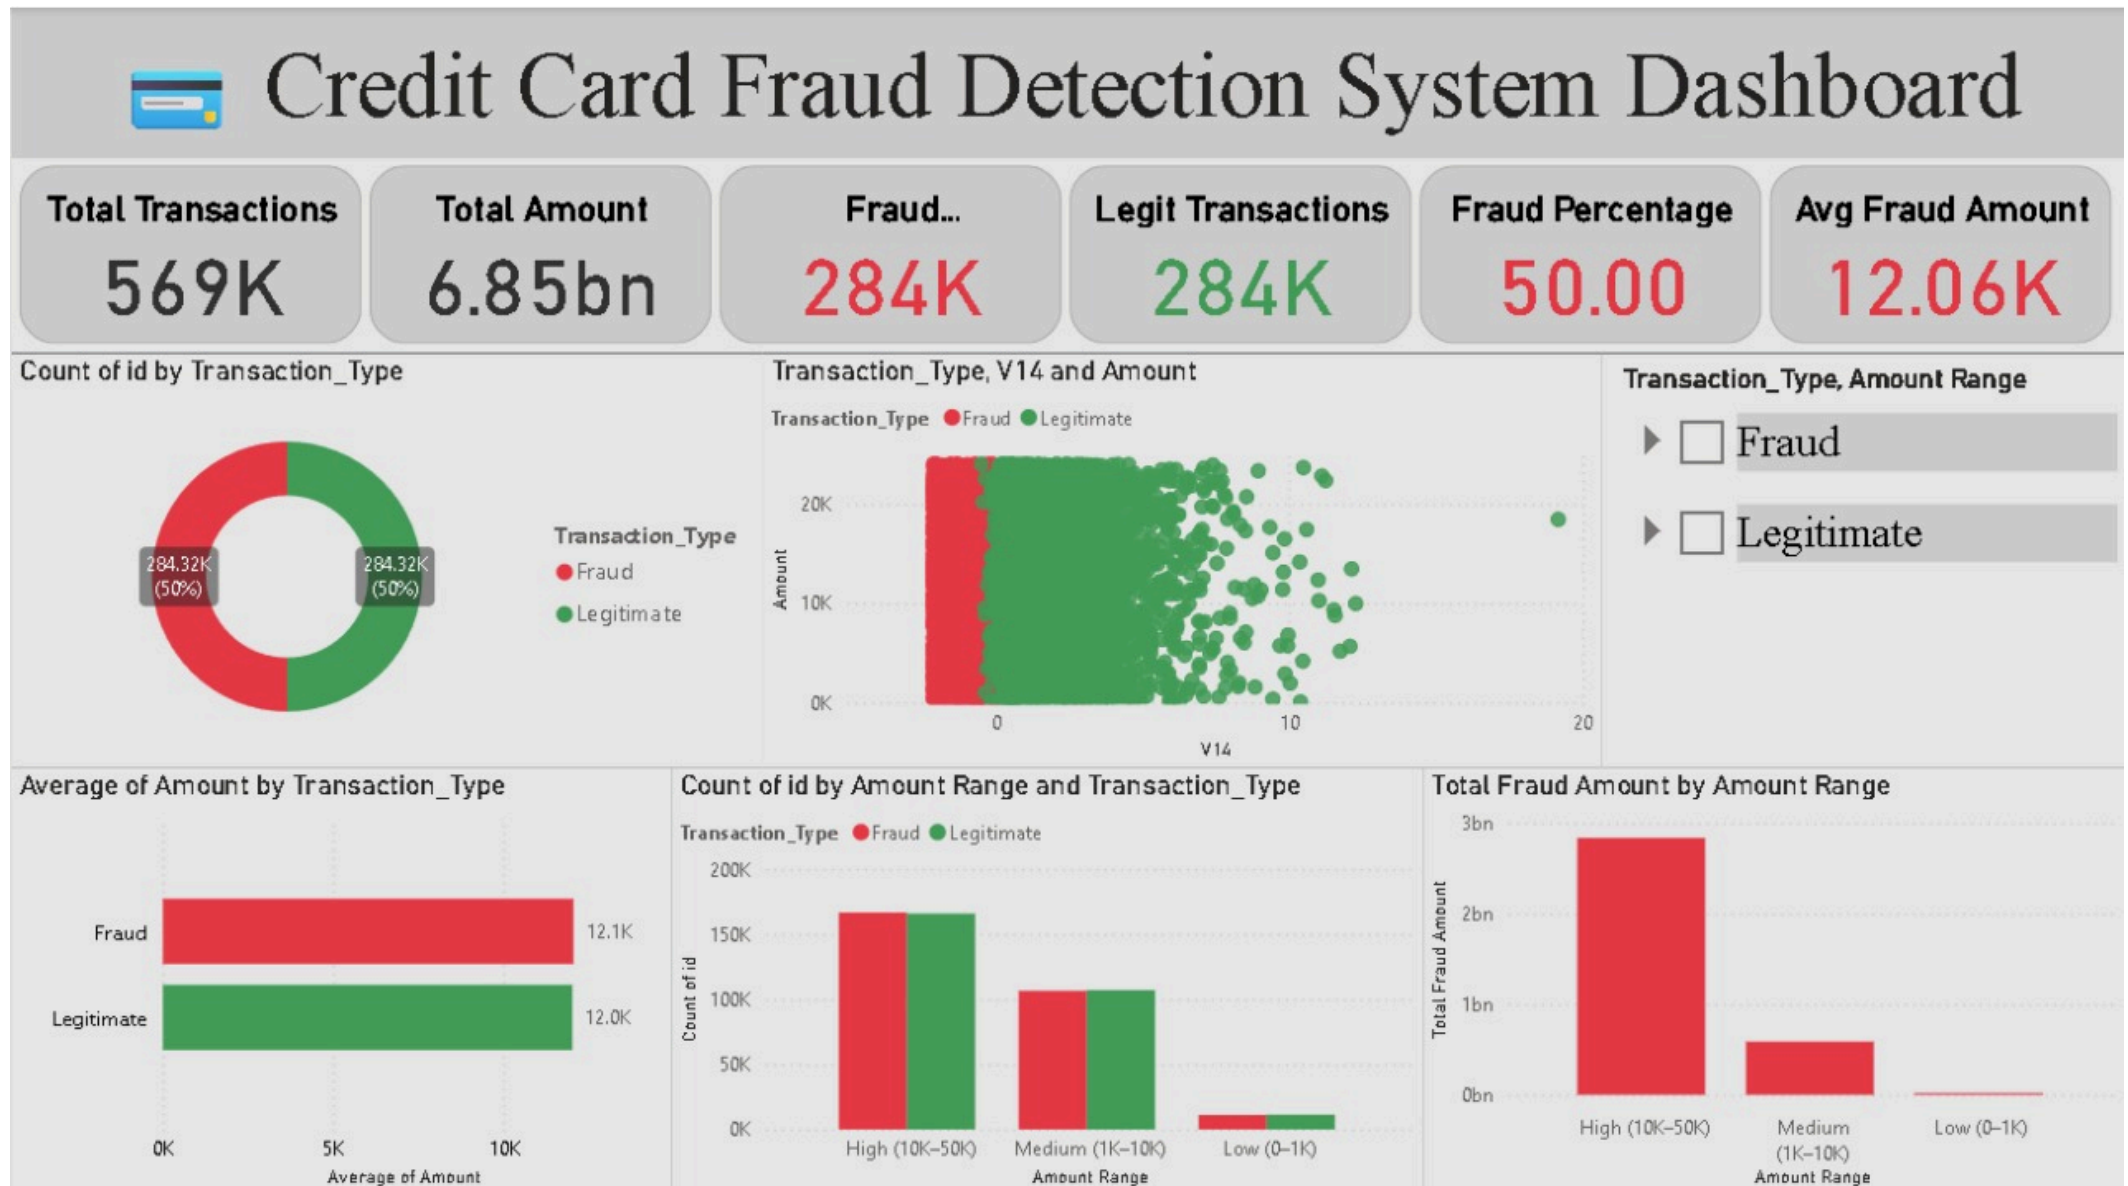 Credit Card Fraud Detection System Dashboard
Total Transactions
569K
Total Amount
6.85bn
Fraud...
284K
Legit Transactions
284K
Fraud Percentage
50.00
Avg Fraud Amount
12.06K
Count of id by Transaction_Type
284.32K
(50%)
284.32K
(50%)
Transaction_Type
Fraud
Legitimate
Transaction_Type, V14 and Amount
Transaction_Type Fraud Legitimate
Amount
20K
10K
0K
0
10
20
V14
Transaction_Type, Amount Range
Fraud
Legitimate
Average of Amount by Transaction_Type
Fraud
12.1K
Legitimate
12.0K
0K
5K
10K
Average of Amount
Count of id by Amount Range and Transaction_Type
Transaction_Type Fraud Legitimate
Count of id
200K
150K
100K
50K
0K
High (10K–50K)
Medium (1K–10K)
Low (0–1K)
Amount Range
Total Fraud Amount by Amount Range
Total Fraud Amount
3bn
2bn
1bn
0bn
High (10K–50K)
Medium
(1K–10K)
Low (0–1K)
Amount Range